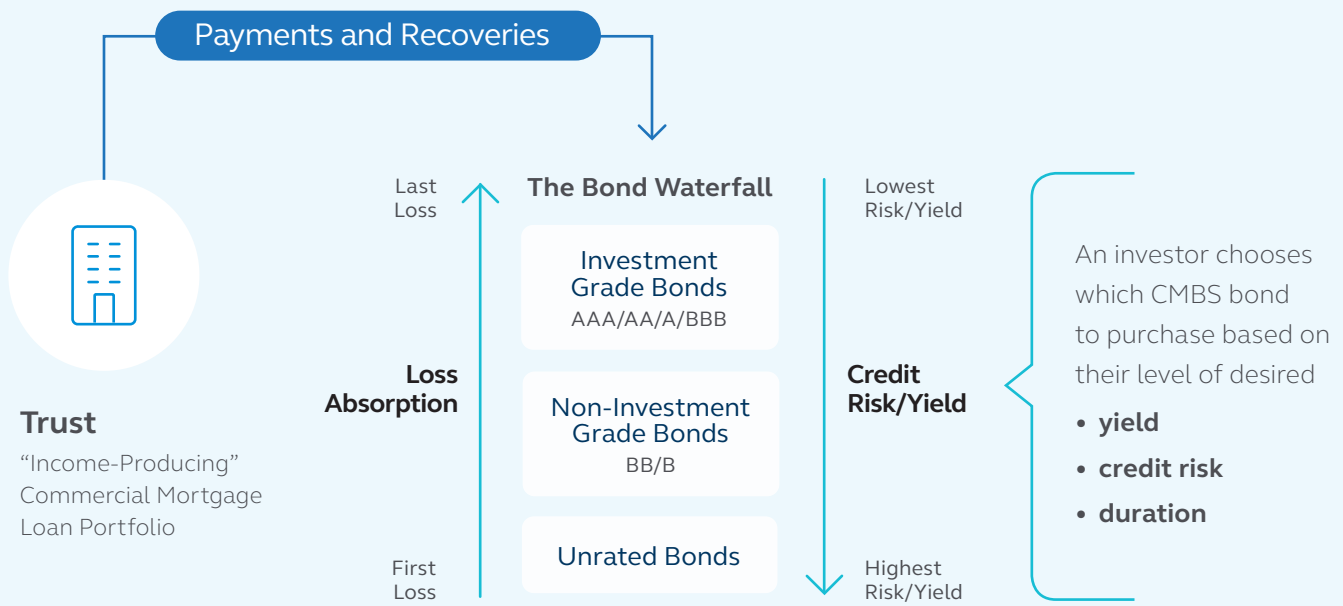 Payments and Recoveries
Trust
“Income-Producing”
Commercial Mortgage
Loan Portfolio
Last
Loss
Loss
Absorption
First
Loss
The Bond Waterfall
Investment
Grade Bonds
AAA/AA/A/BBB
Non-Investment
Grade Bonds
BB/B
Unrated Bonds
Lowest
Risk/Yield
Credit
Risk/Yield
Highest
Risk/Yield
An investor chooses
which CMBS bond
to purchase based on
their level of desired
• yield
• credit risk
• duration